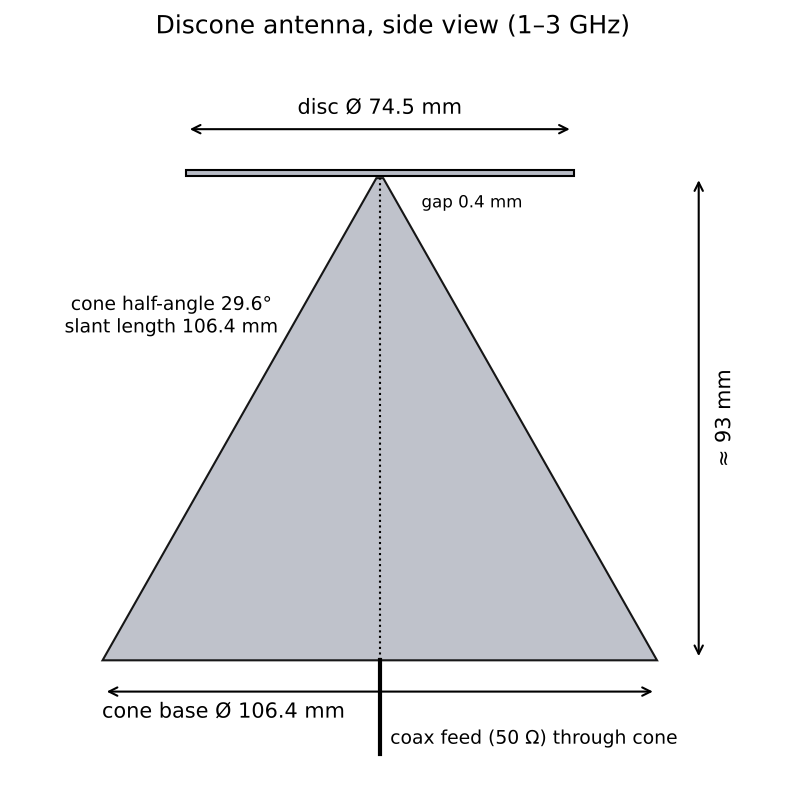 Discone antenna, side view (1–3 GHz)
disc Ø 74.5 mm
gap 0.4 mm
cone half-angle 29.6°
slant length 106.4 mm
≈ 93 mm
cone base Ø 106.4 mm
coax feed (50 Ω) through cone